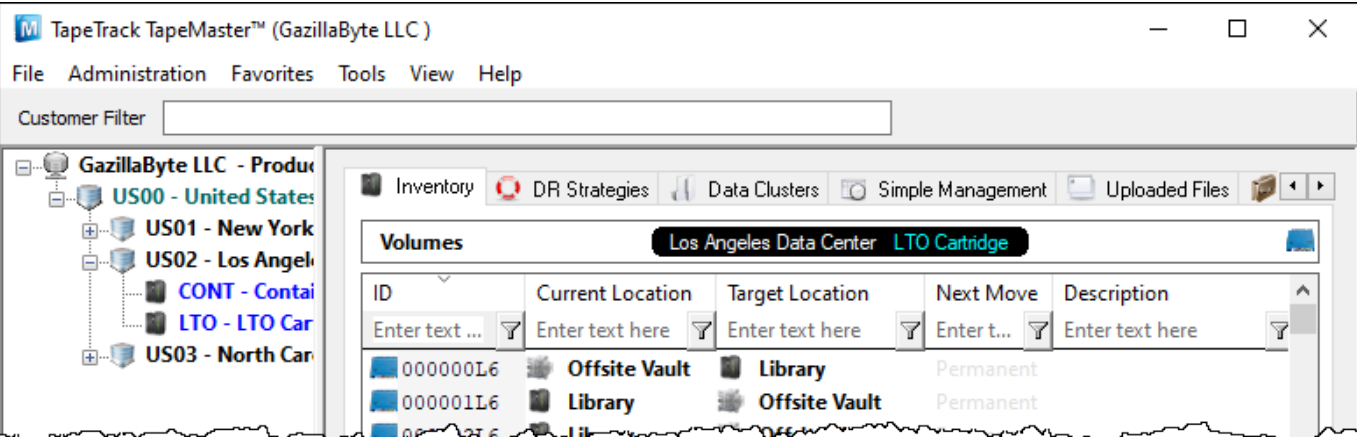 TapeTrack TapeMaster™ (GazillaByte LLC )
File Administration Favorites Tools View Help
Customer Filter
GazillaByte LLC - Produc
US00 - United States
US01 - New York
US02 - Los Angel
CONT - Contai
LTO - LTO Car
US03 - North Car
Inventory DR Strategies Data Clusters Simple Management Uploaded Files
Volumes Los Angeles Data Center LTO Cartridge
ID Current Location Target Location Next Move Description
Enter text ... Enter text here Enter text here Enter t... Enter text here
000000L6 Offsite Vault Library Permanent
000001L6 Library Offsite Vault Permanent